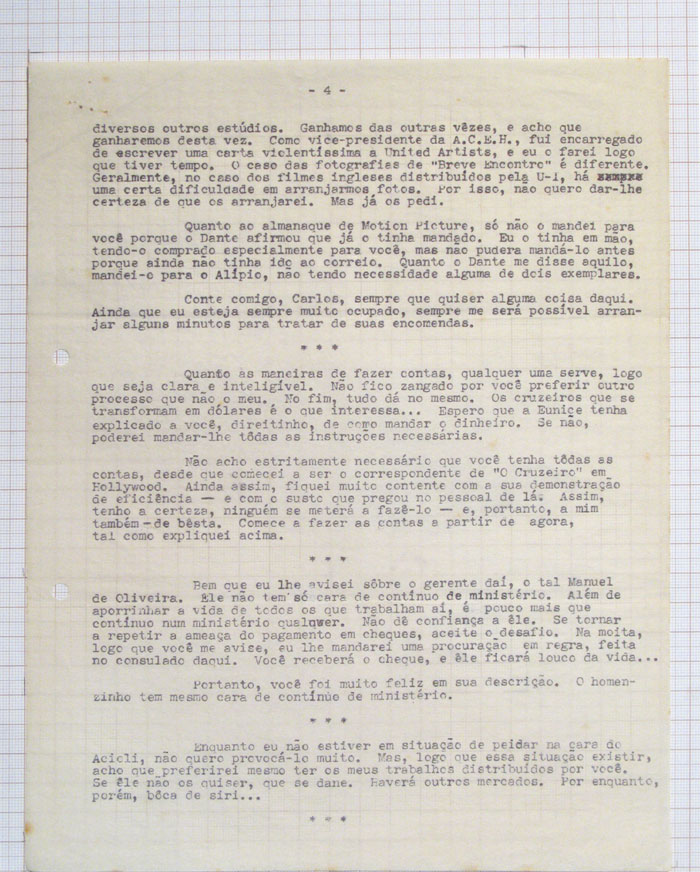 - 4 -
diversos outros estúdios. Ganhamos das outras vêzes, e acho que
ganharemos desta vez. Como vice-presidente da A.C.E.H., fui encarregado
de escrever uma carta violentíssima a United Artists, e eu o farei logo
que tiver tempo. O caso das fotografias de "Breve Encontro" é diferente.
Geralmente, no caso dos filmes ingleses distribuídos pela U-I, há
uma certa dificuldade em arranjarmos fotos. Por isso, não quero dar-lhe
certeza de que os arranjarei. Mas já os pedi.
Quanto ao almanaque de Motion Picture, só não o mandei para
você porque o Dante afirmou que já o tinha mandado. Eu o tinha em mão,
tendo-o comprado especialmente para você, mas não pudera mandá-lo antes
porque ainda não tinha ido ao correio. Quanto o Dante me disse aquilo,
mandei-o para o Alípio, não tendo necessidade alguma de dois exemplares.
Conte comigo, Carlos, sempre que quiser alguma coisa daqui.
Ainda que eu esteja sempre muito ocupado, sempre me será possível arran-
jar alguns minutos para tratar de suas encomendas.
* * *
Quanto às maneiras de fazer contas, qualquer uma serve, logo
que seja clara e inteligível. Não fico zangado por você preferir outro
processo que não o meu. No fim, tudo dá no mesmo. Os cruzeiros que se
transformam em dólares é o que interessa... Espero que a Eunice tenha
explicado a você, direitinho, de como mandar o dinheiro. Se não,
poderei mandar-lhe tôdas as instruções necessárias.
Não acho estritamente necessário que você tenha tôdas as
contas, desde que comecei a ser o correspondente de "O Cruzeiro" em
Hollywood. Ainda assim, fiquei muito contente com a sua demonstração
de eficiência — e com o susto que pregou no pessoal de lá. Assim,
tenho a certeza, ninguém se meterá a fazê-lo — e, portanto, a mim
também — de bêsta. Comece a fazer as contas a partir de agora,
tal como expliquei acima.
* * *
Bem que eu lhe avisei sôbre o gerente daí, o tal Manuel
de Oliveira. Ele não tem só cara de contínuo de ministério. Além de
aporrinhar a vida de todos os que trabalham aí, é pouco mais que
contínuo num ministério qualquer. Não dê confiança a êle. Se tornar
a repetir a ameaça do pagamento em cheques, aceite o desafio. Na moita,
logo que você me avise, eu lhe mandarei uma procuração em regra, feita
no consulado daqui. Você receberá o cheque, e êle ficará louco da vida...
Portanto, você foi muito feliz em sua descrição. O homen-
zinho tem mesmo cara de contínuo de ministério.
* * *
Enquanto eu não estiver em situação de peidar na cara do
Acioli, não quero provocá-lo muito. Mas, logo que essa situação existir,
acho que preferirei mesmo ter os meus trabalhos distribuídos por você.
Se êle não os quiser, que se dane. Haverá outros mercados. Por enquanto,
porém, bôca de siri...
* * *